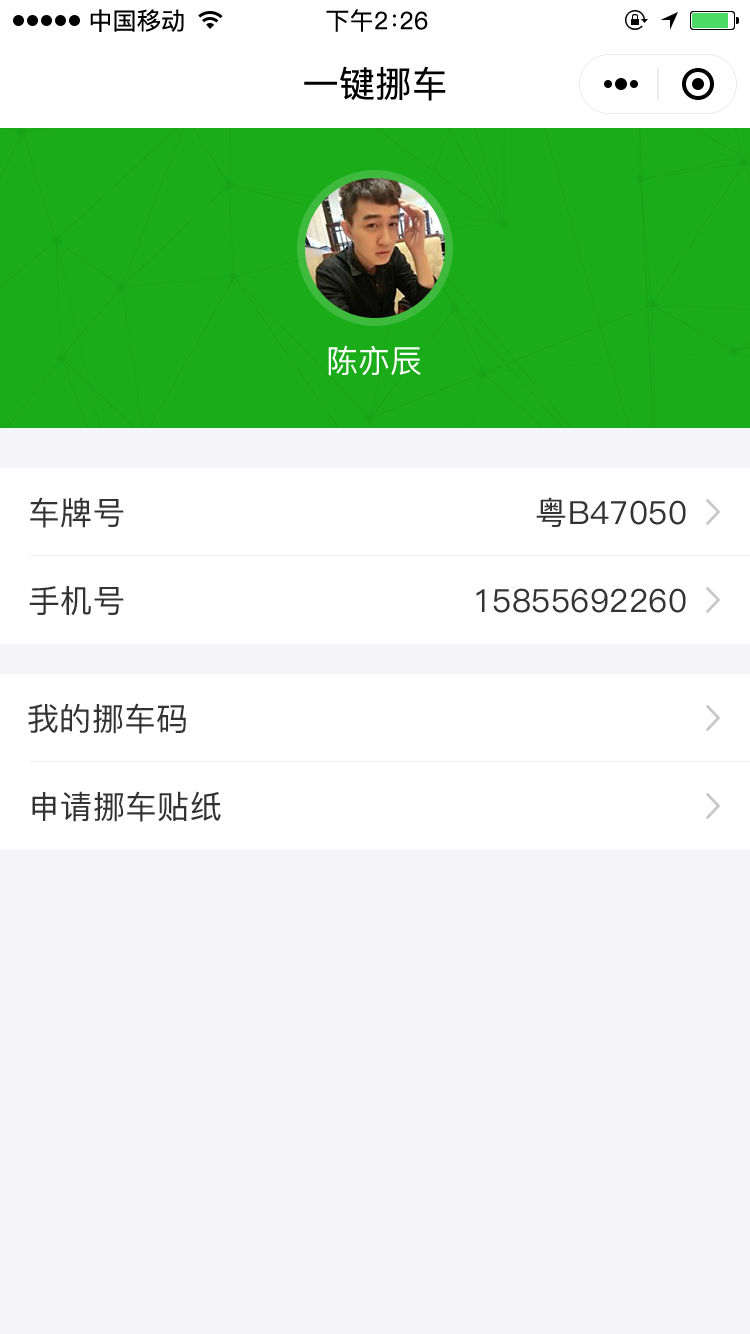 中国移动 下午2:26
一键挪车
陈亦辰
车牌号 粤B47050
手机号 15855692260
我的挪车码
申请挪车贴纸